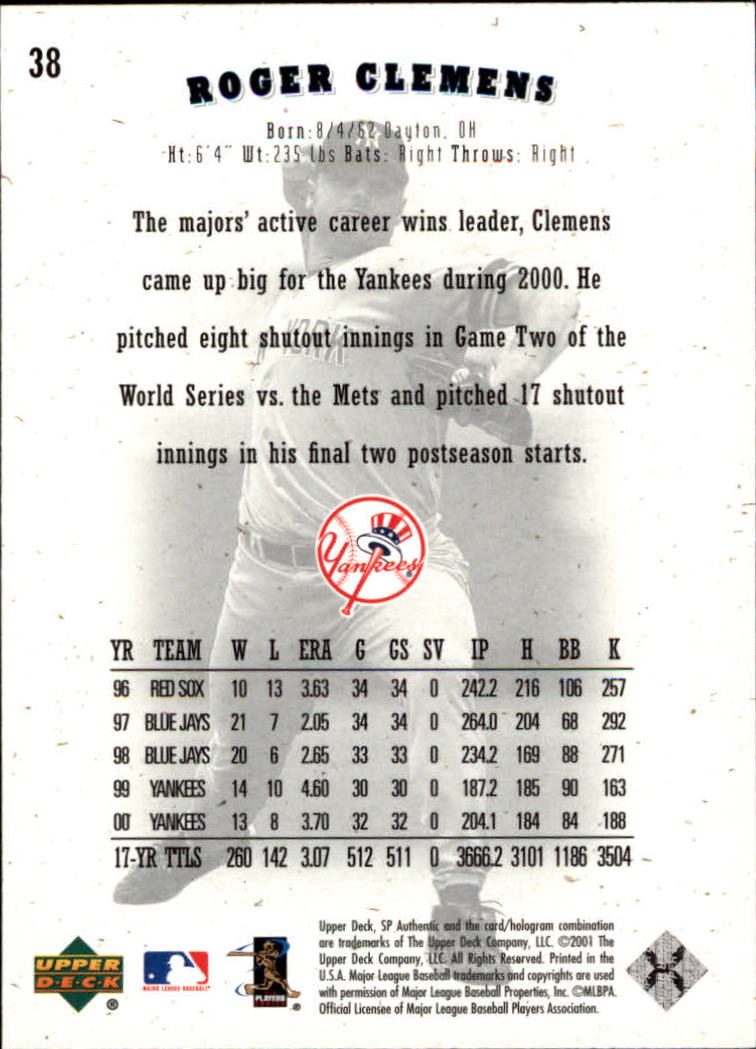 38
ROGER CLEMENS
Born: 8/4/62 Dayton, OH
Ht: 6'4" Wt: 235 lbs Bats: Right Throws: Right
The majors' active career wins leader, Clemens
came up big for the Yankees during 2000. He
pitched eight shutout innings in Game Two of the
World Series vs. the Mets and pitched 17 shutout
innings in his final two postseason starts.
YORK
Yankees ®
YR TEAM W L ERA G GS SV IP H BB K
96 RED SOX 10 13 3.63 34 34 0 242.2 216 106 257
97 BLUE JAYS 21 7 2.05 34 34 0 264.0 204 68 292
98 BLUE JAYS 20 6 2.65 33 33 0 234.2 169 88 271
99 YANKEES 14 10 4.60 30 30 0 187.2 185 90 163
00 YANKEES 13 8 3.70 32 32 0 204.1 184 84 188
17-YR TTLS 260 142 3.07 512 511 0 3666.2 3101 1186 3504
UPPER
D·E·C·K ®
MAJOR LEAGUE BASEBALL
PLAYERS
®
Upper Deck, SP Authentic and the card/hologram combination
are trademarks of The Upper Deck Company, LLC. ©2001 The
Upper Deck Company, LLC. All Rights Reserved. Printed in the
U.S.A. Major League Baseball trademarks and copyrights are used
with permission of Major League Baseball Properties, Inc. ©MLBPA.
Official Licensee of Major League Baseball Players Association.